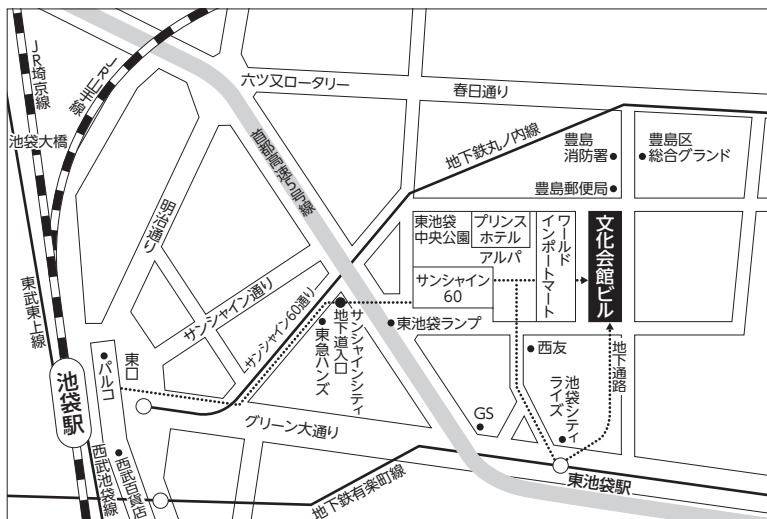 JR埼京線
JR山手線
池袋大橋
六ツ又ロータリー
春日通り
首都高速5号線
地下鉄丸ノ内線
豊島
消防署
豊島区
総合グランド
豊島郵便局
明治通り
東池袋
中央公園
プリンス
ホテル
アルパ
ワールド
インポートマート
文化会館ビル
サンシャイン
60
東武東上線
サンシャイン通り
サンシャイン60通り
サンシャインシティ
地下道入口
東急ハンズ
東池袋ランプ
西友
地下通路
池袋シティ
ライズ
パルコ
東口
池袋駅
グリーン大通り
GS
西武池袋線
西武百貨店
地下鉄有楽町線
東池袋駅